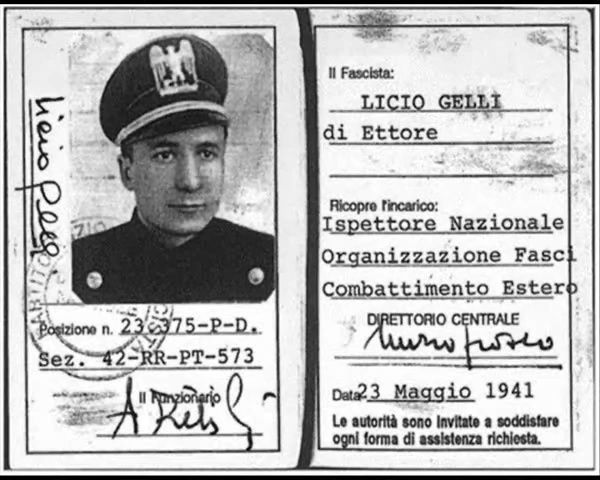 Licio Gelli
Posizione n. 23-375-P-D.
Sez. 42-RR-PT-573
Il Funzionario
Il Fascista:
LICIO GELLI
di Ettore
Ricopre l'incarico:
Ispettore Nazionale
Organizzazione Fasci
Combattimento Estero
DIRETTORIO CENTRALE
Data 23 Maggio 1941
Le autorità sono invitate a soddisfare
ogni forma di assistenza richiesta.